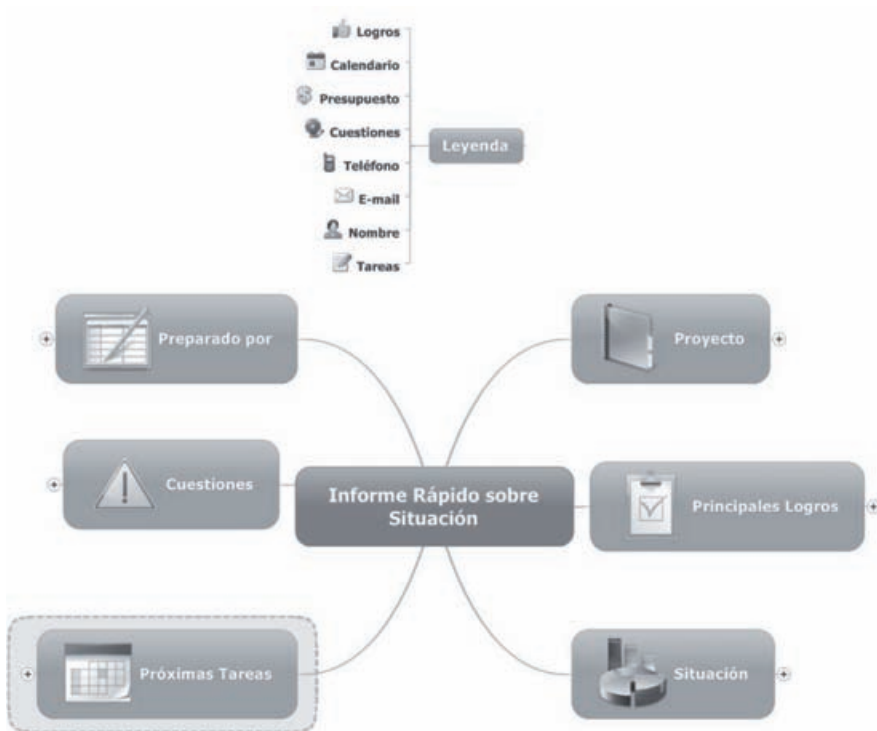 Logros
Calendario
Presupuesto
Cuestiones
Teléfono
E-mail
Nombre
Tareas
Leyenda
Preparado por
Proyecto
Cuestiones
Informe Rápido sobre
Situación
Principales Logros
Próximas Tareas
Situación